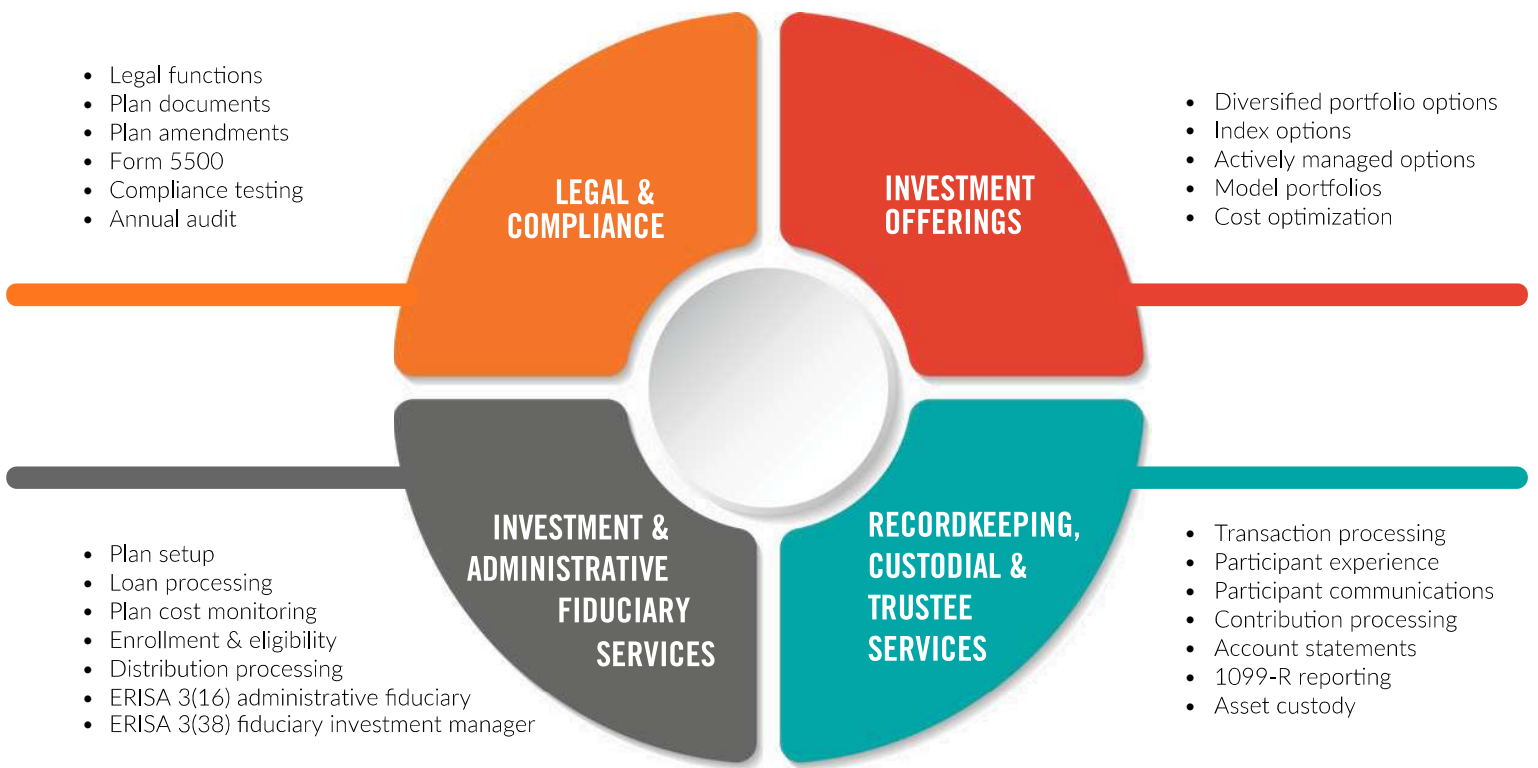 • Legal functions
• Plan documents
• Plan amendments
• Form 5500
• Compliance testing
• Annual audit
LEGAL &
COMPLIANCE
INVESTMENT
OFFERINGS
• Diversified portfolio options
• Index options
• Actively managed options
• Model portfolios
• Cost optimization
• Plan setup
• Loan processing
• Plan cost monitoring
• Enrollment & eligibility
• Distribution processing
• ERISA 3(16) administrative fiduciary
• ERISA 3(38) fiduciary investment manager
INVESTMENT &
ADMINISTRATIVE
FIDUCIARY
SERVICES
RECORDKEEPING,
CUSTODIAL &
TRUSTEE
SERVICES
• Transaction processing
• Participant experience
• Participant communications
• Contribution processing
• Account statements
• 1099-R reporting
• Asset custody